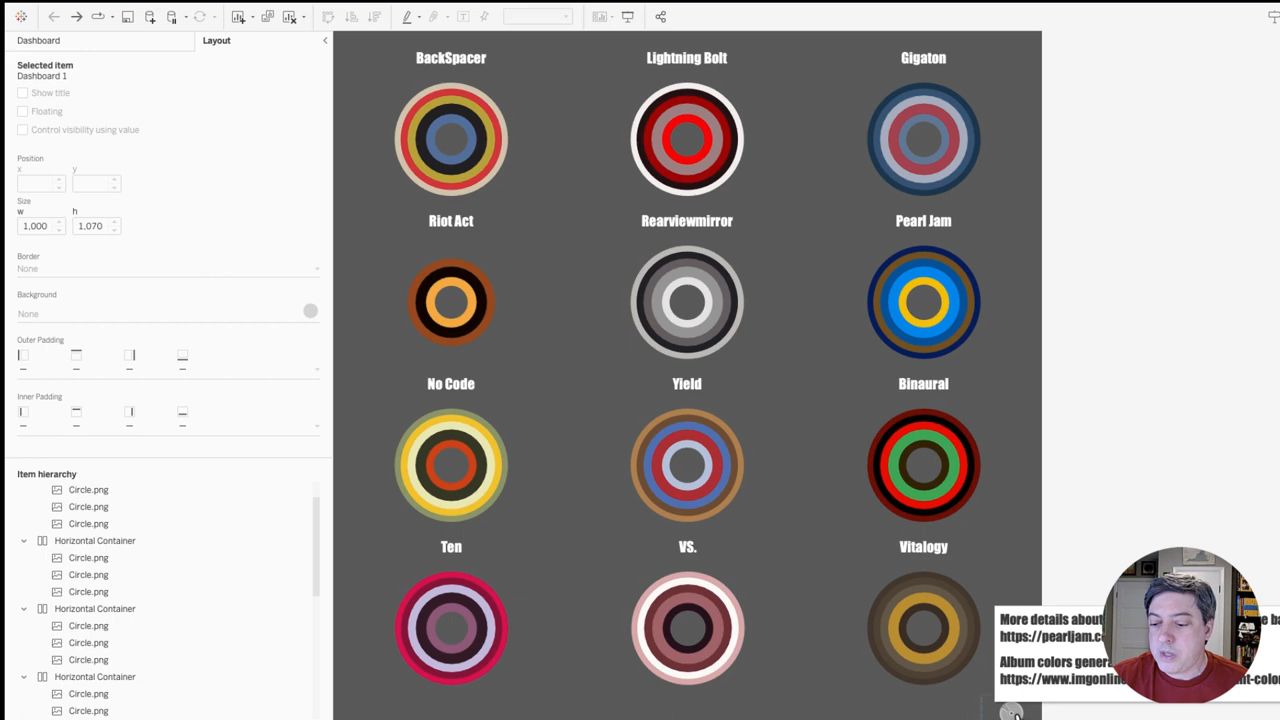 Dashboard
Layout
Selected item
Dashboard 1
Show title
Floating
Control visibility using value
Position
x y
Size
w h
1,000 1,070
Border
None
Background
None
Outer Padding
Inner Padding
Item hierarchy
Circle.png
Circle.png
Circle.png
Horizontal Container
Circle.png
Circle.png
Circle.png
Horizontal Container
Circle.png
Circle.png
Circle.png
Horizontal Container
Circle.png
Circle.png
BackSpacer Lightning Bolt Gigaton
Riot Act Rearviewmirror Pearl Jam
No Code Yield Binaural
Ten VS. Vitalogy
More details about
https://pearljam.c
Album colors gener
https://www.imgonlin